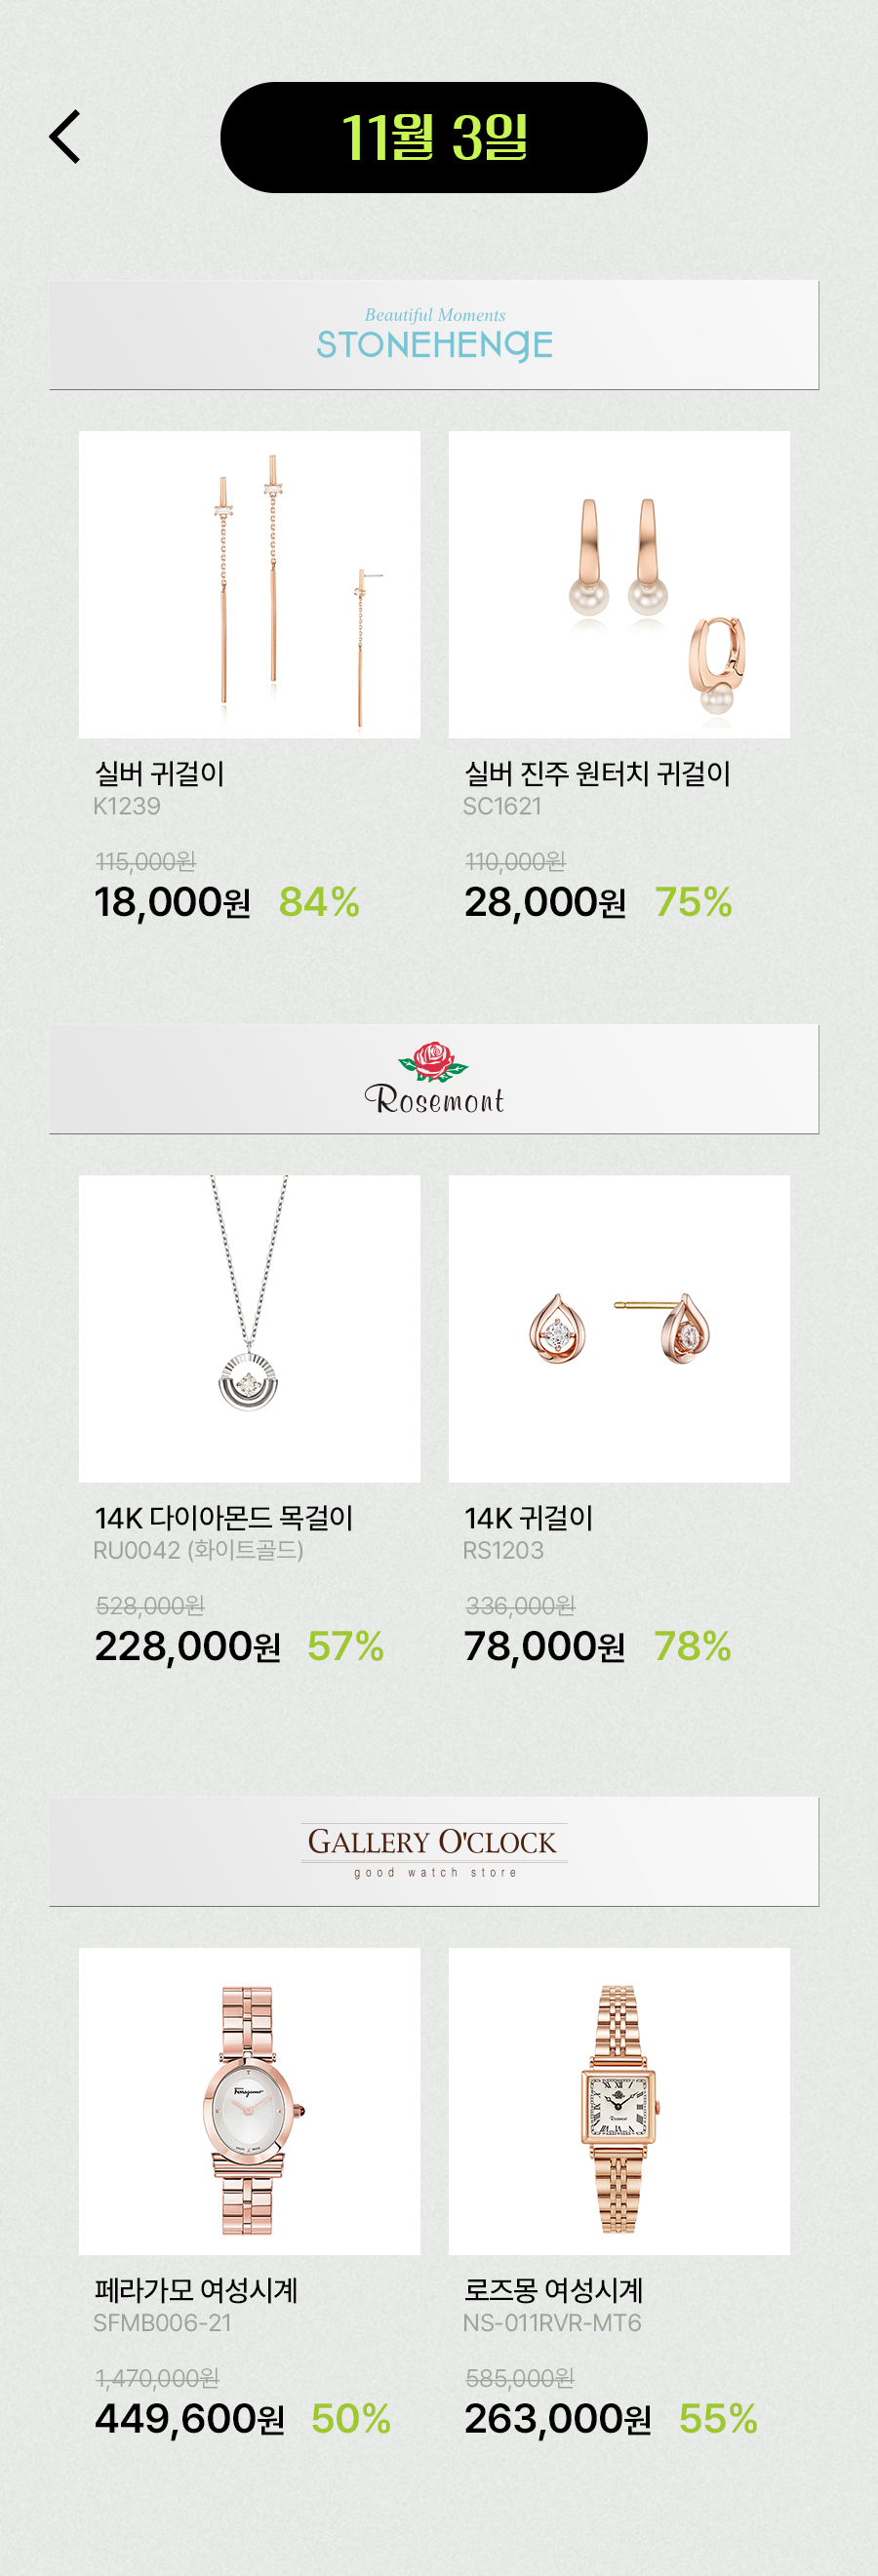 11월 3일
Beautiful Moments
STONEHENgE
실버 귀걸이
K1239
115,000원
18,000원 84%
실버 진주 원터치 귀걸이
SC1621
110,000원
28,000원 75%
Rosemont
14K 다이아몬드 목걸이
RU0042 (화이트골드)
528,000원
228,000원 57%
14K 귀걸이
RS1203
336,000원
78,000원 78%
GALLERY O'CLOCK
good watch store
Ferragamo
페라가모 여성시계
SFMB006-21
1,470,000원
449,600원 50%
Rosemont
로즈몽 여성시계
NS-011RVR-MT6
585,000원
263,000원 55%